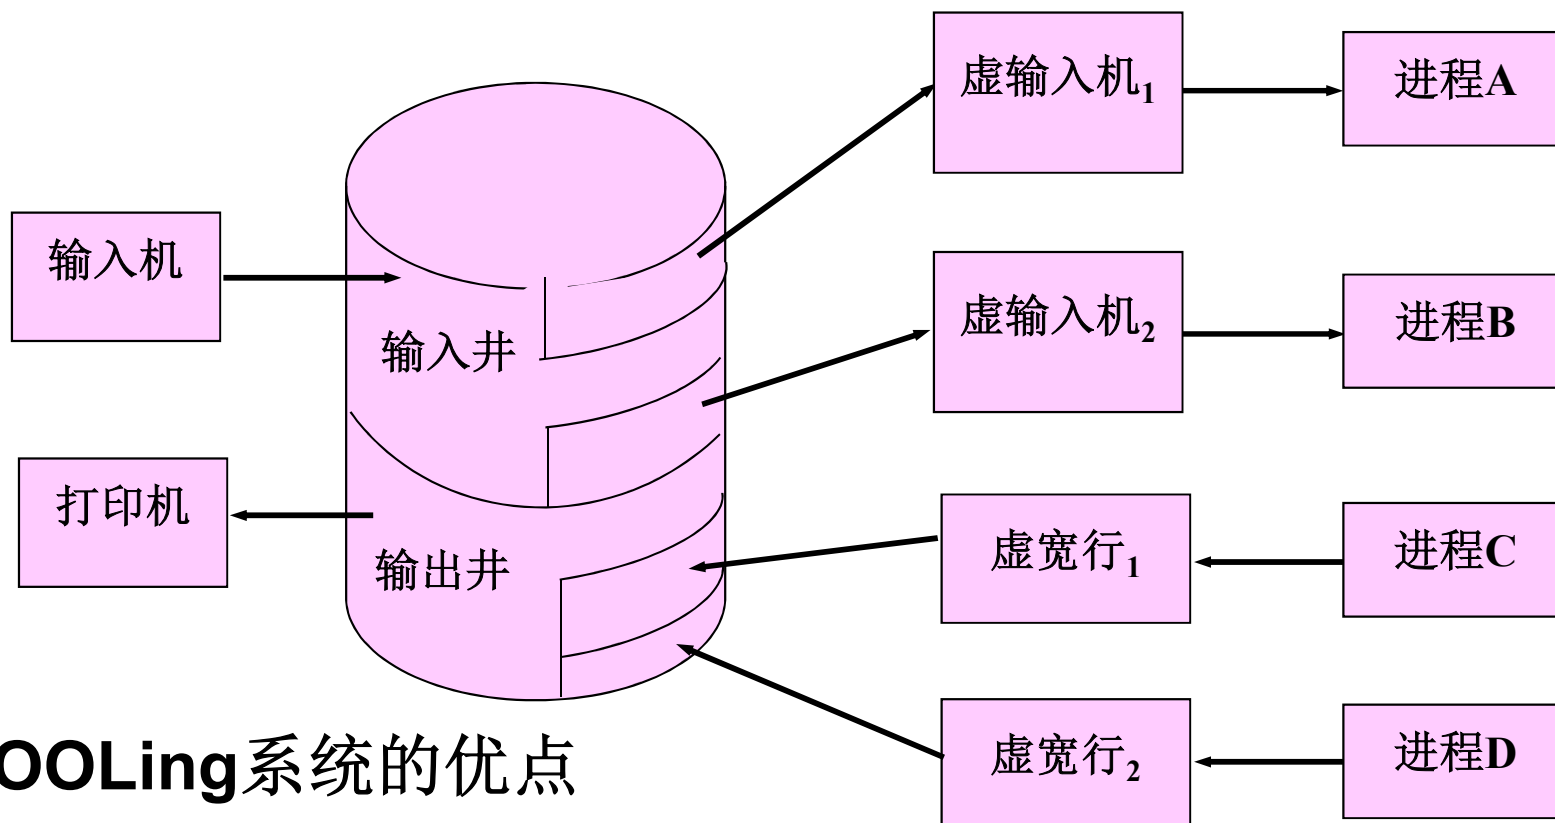 虚输入机1
进程A
输入机
输入井
虚输入机2
进程B
打印机
输出井
虚宽行1
进程C
OOLing系统的优点
虚宽行2
进程D